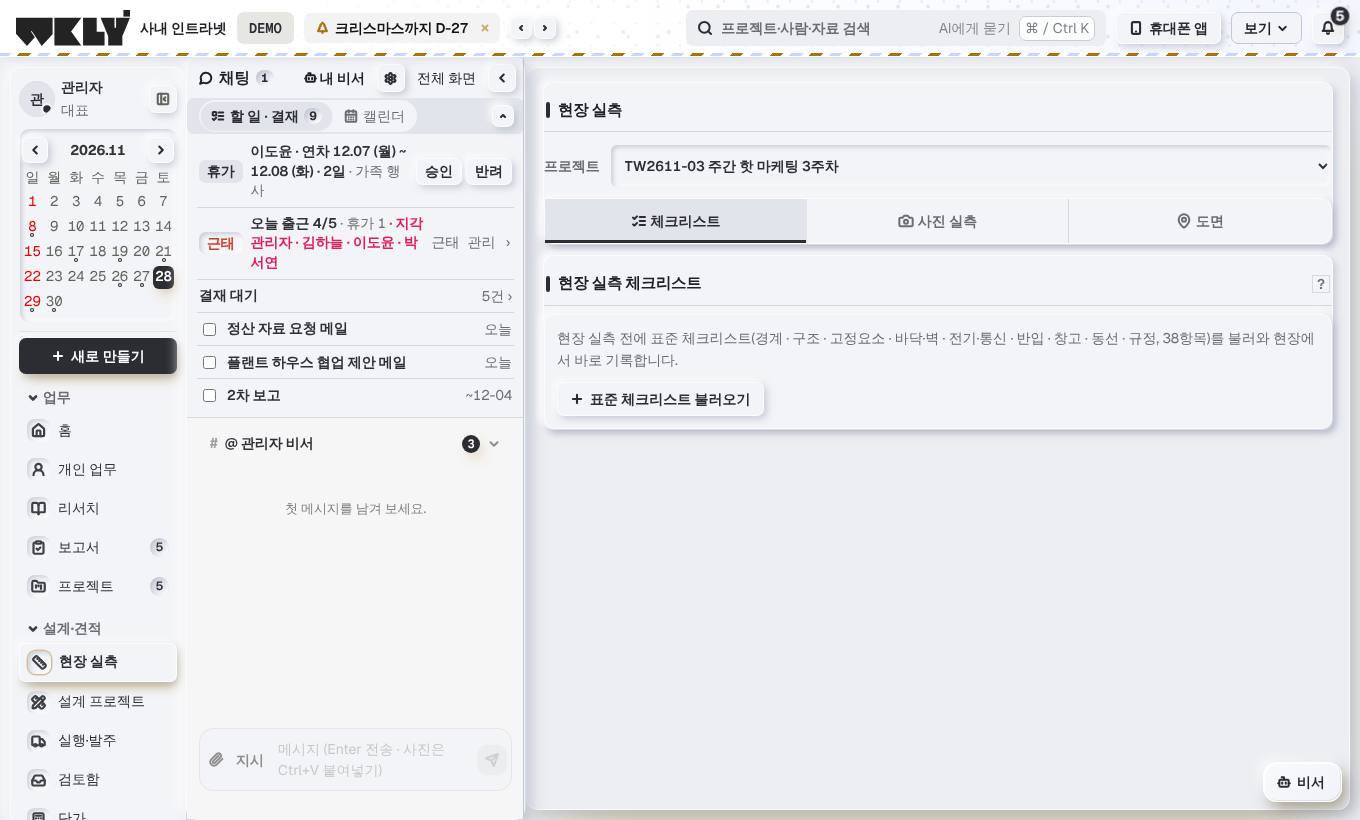 WKLY 사내 인트라넷 DEMO 크리스마스까지 D-27 × ‹ › 프로젝트·사람·자료 검색 AI에게 묻기 ⌘ / Ctrl K 휴대폰 앱 보기 5
관 관리자
대표
2026.11
일 월 화 수 목 금 토
1 2 3 4 5 6 7
8 9 10 11 12 13 14
15 16 17 18 19 20 21
22 23 24 25 26 27 28
29 30
+ 새로 만들기
업무
홈
개인 업무
리서치
보고서 5
프로젝트 5
설계·견적
현장 실측
설계 프로젝트
실행·발주
검토함
단가
채팅 1 내 비서 전체 화면
할 일 · 결재 9 캘린더
휴가 이도윤 · 연차 12.07 (월) ~
12.08 (화) · 2일 · 가족 행
사
승인 반려
근태 오늘 출근 4/5 · 휴가 1 · 지각
관리자 · 김하늘 · 이도윤 · 박
서연
근태 관리 ›
결재 대기 5건 ›
정산 자료 요청 메일 오늘
플랜트 하우스 협업 제안 메일 오늘
2차 보고 ~12-04
# @ 관리자 비서 3
첫 메시지를 남겨 보세요.
지시 메시지 (Enter 전송 · 사진은
Ctrl+V 붙여넣기)
현장 실측
프로젝트 TW2611-03 주간 핫 마케팅 3주차
체크리스트 사진 실측 도면
현장 실측 체크리스트 ?
현장 실측 전에 표준 체크리스트(경계 · 구조 · 고정요소 · 바닥·벽 · 전기·통신 · 반입 · 창고 · 동선 · 규정, 38항목)를 불러와 현장에
서 바로 기록합니다.
+ 표준 체크리스트 불러오기
비서